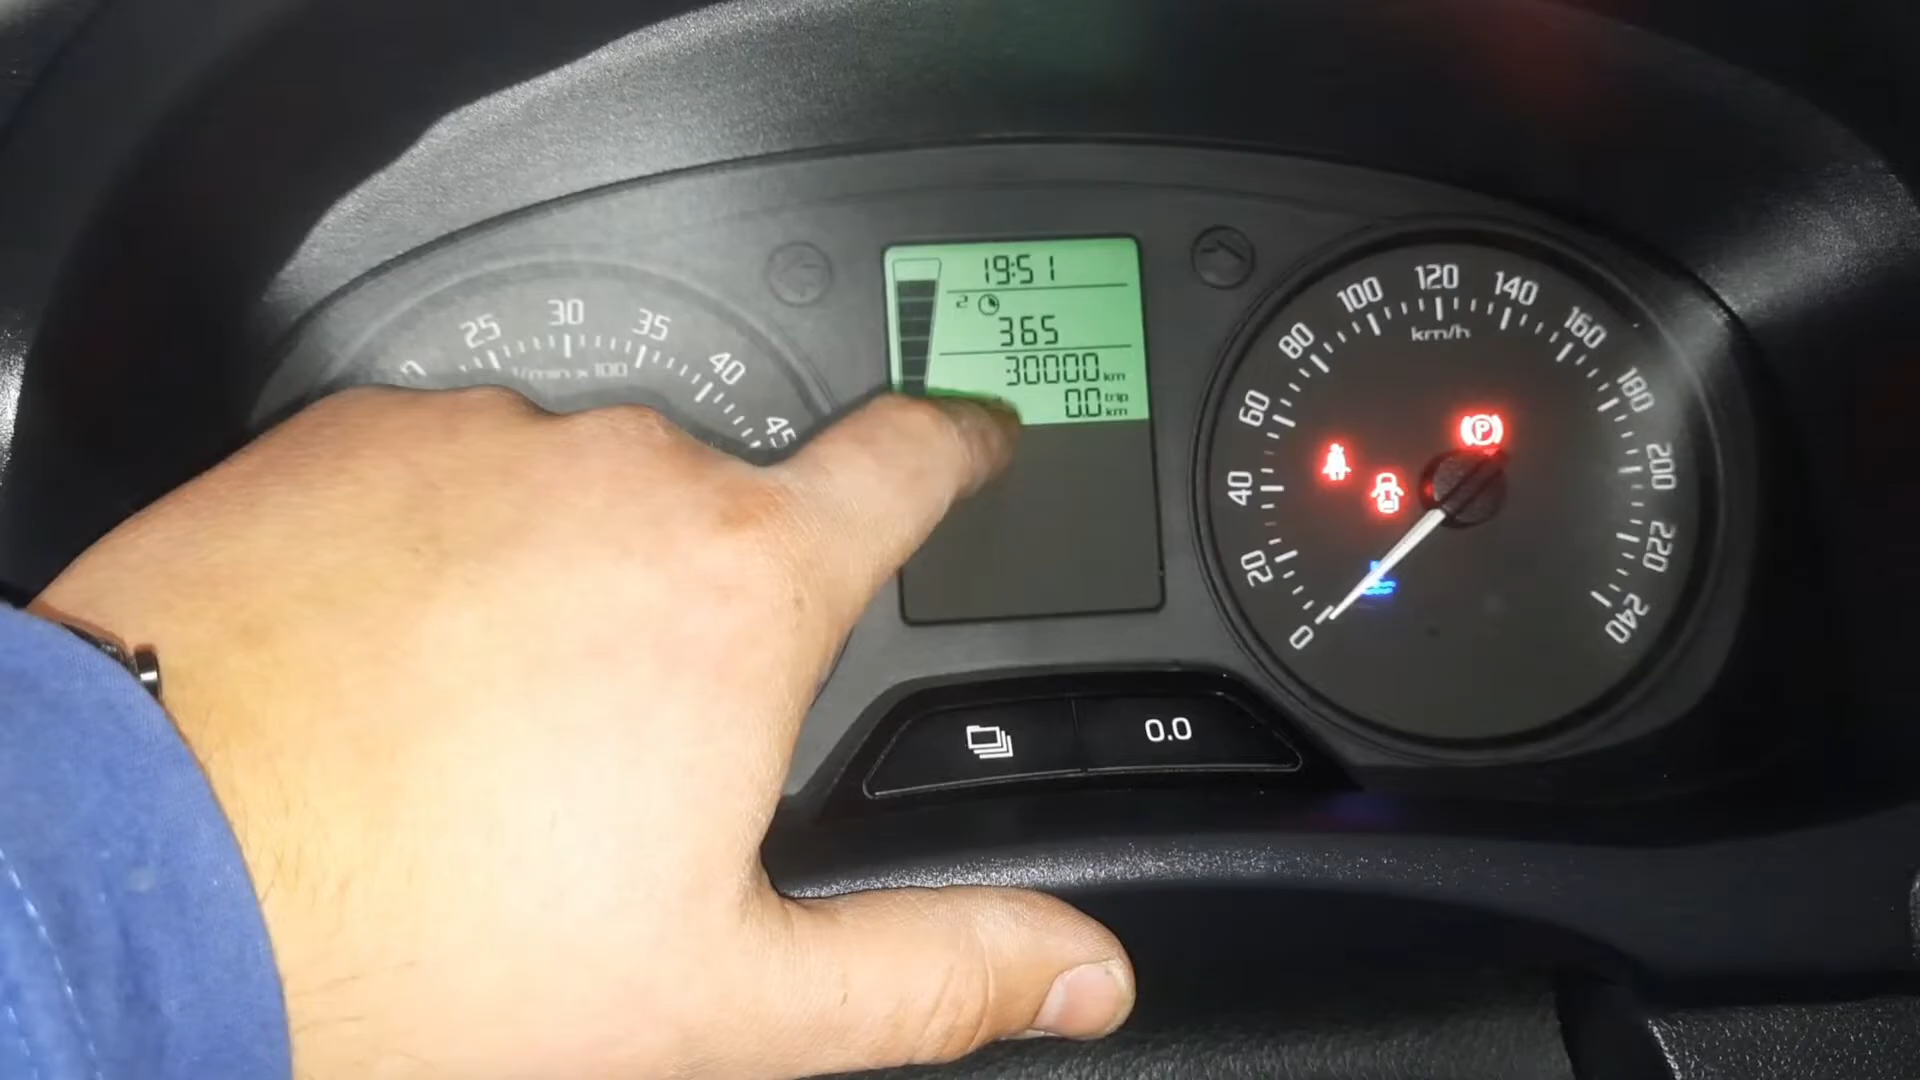 19:51
2
365
30000 km
0.0 trip km
25 30 35 40 45
1/min x 100
0 20 40 60 80 100 120 140 160 180 200 220 240
km/h
P
0.0